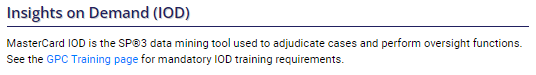 Insights on Demand (IOD)
MasterCard IOD is the SP®3 data mining tool used to adjudicate cases and perform oversight functions.
See the GPC Training page for mandatory IOD training requirements.